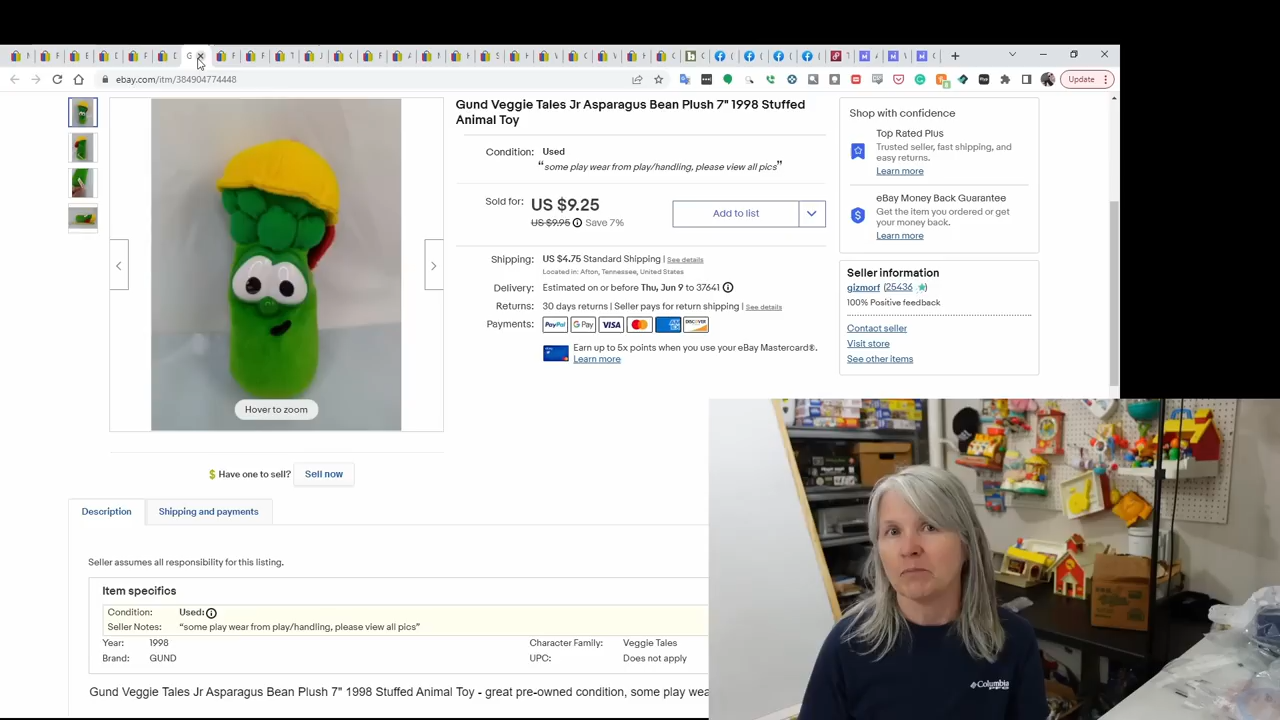 ebay.com/itm/384904774448
Update
Gund Veggie Tales Jr Asparagus Bean Plush 7" 1998 Stuffed
Animal Toy
Condition: Used
“some play wear from play/handling, please view all pics”
Sold for: US $9.25
US $9.95 Save 7%
Add to list
Shipping: US $4.75 Standard Shipping | See details
Located in: Afton, Tennessee, United States
Delivery: Estimated on or before Thu, Jun 9 to 37641
Returns: 30 days returns | Seller pays for return shipping | See details
Payments: PayPal G Pay VISA DISCOVER
Earn up to 5x points when you use your eBay Mastercard®.
Learn more
Shop with confidence
Top Rated Plus
Trusted seller, fast shipping, and
easy returns.
Learn more
eBay Money Back Guarantee
Get the item you ordered or get
your money back.
Learn more
Seller information
gizmorf (25436)
100% Positive feedback
Contact seller
Visit store
See other items
Hover to zoom
Have one to sell? Sell now
Description Shipping and payments
Seller assumes all responsibility for this listing.
Item specifics
Condition: Used:
Seller Notes: “some play wear from play/handling, please view all pics”
Year: 1998 Character Family: Veggie Tales
Brand: GUND UPC: Does not apply
Gund Veggie Tales Jr Asparagus Bean Plush 7" 1998 Stuffed Animal Toy - great pre-owned condition, some play wea
Columbia